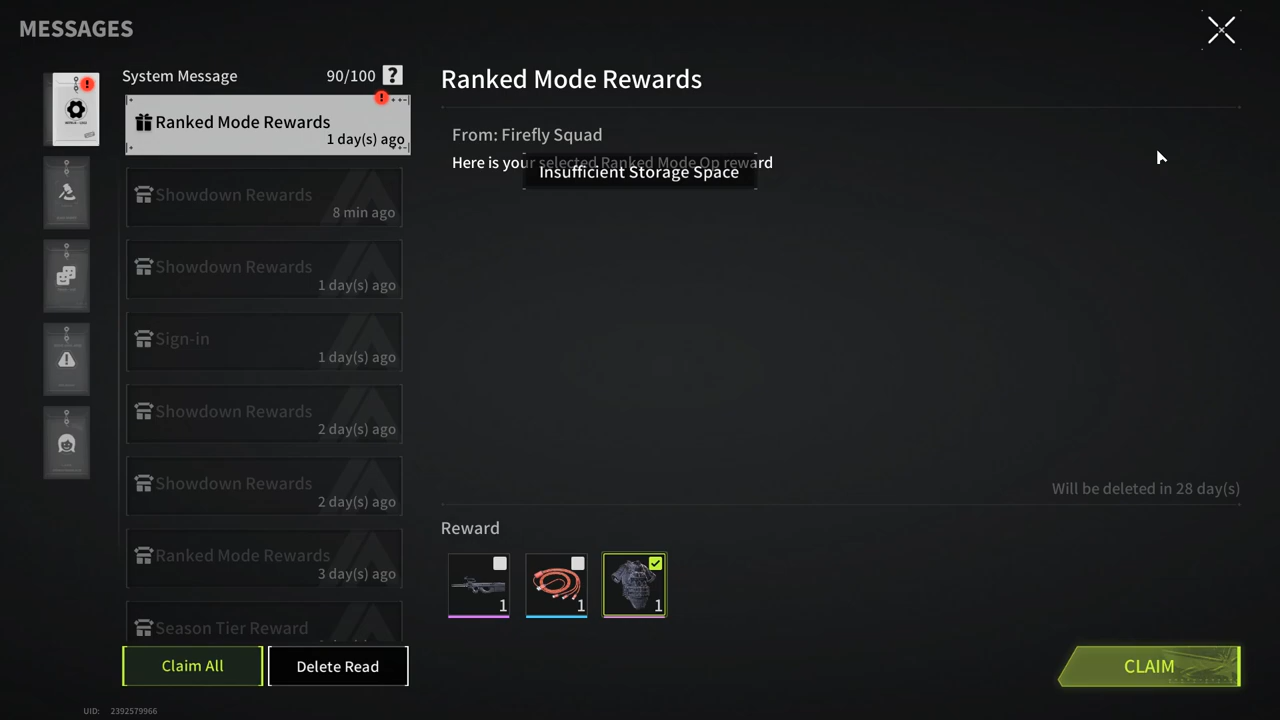 MESSAGES
System Message
90/100
?
Ranked Mode Rewards
1 day(s) ago
Showdown Rewards
8 min ago
Showdown Rewards
1 day(s) ago
Sign-in
1 day(s) ago
Showdown Rewards
2 day(s) ago
Showdown Rewards
2 day(s) ago
Ranked Mode Rewards
3 day(s) ago
Season Tier Reward
Claim All
Delete Read
UID: 2392579966
Ranked Mode Rewards
From: Firefly Squad
Here is your selected Ranked Mode Op reward
Insufficient Storage Space
Will be deleted in 28 day(s)
Reward
1
1
1
CLAIM